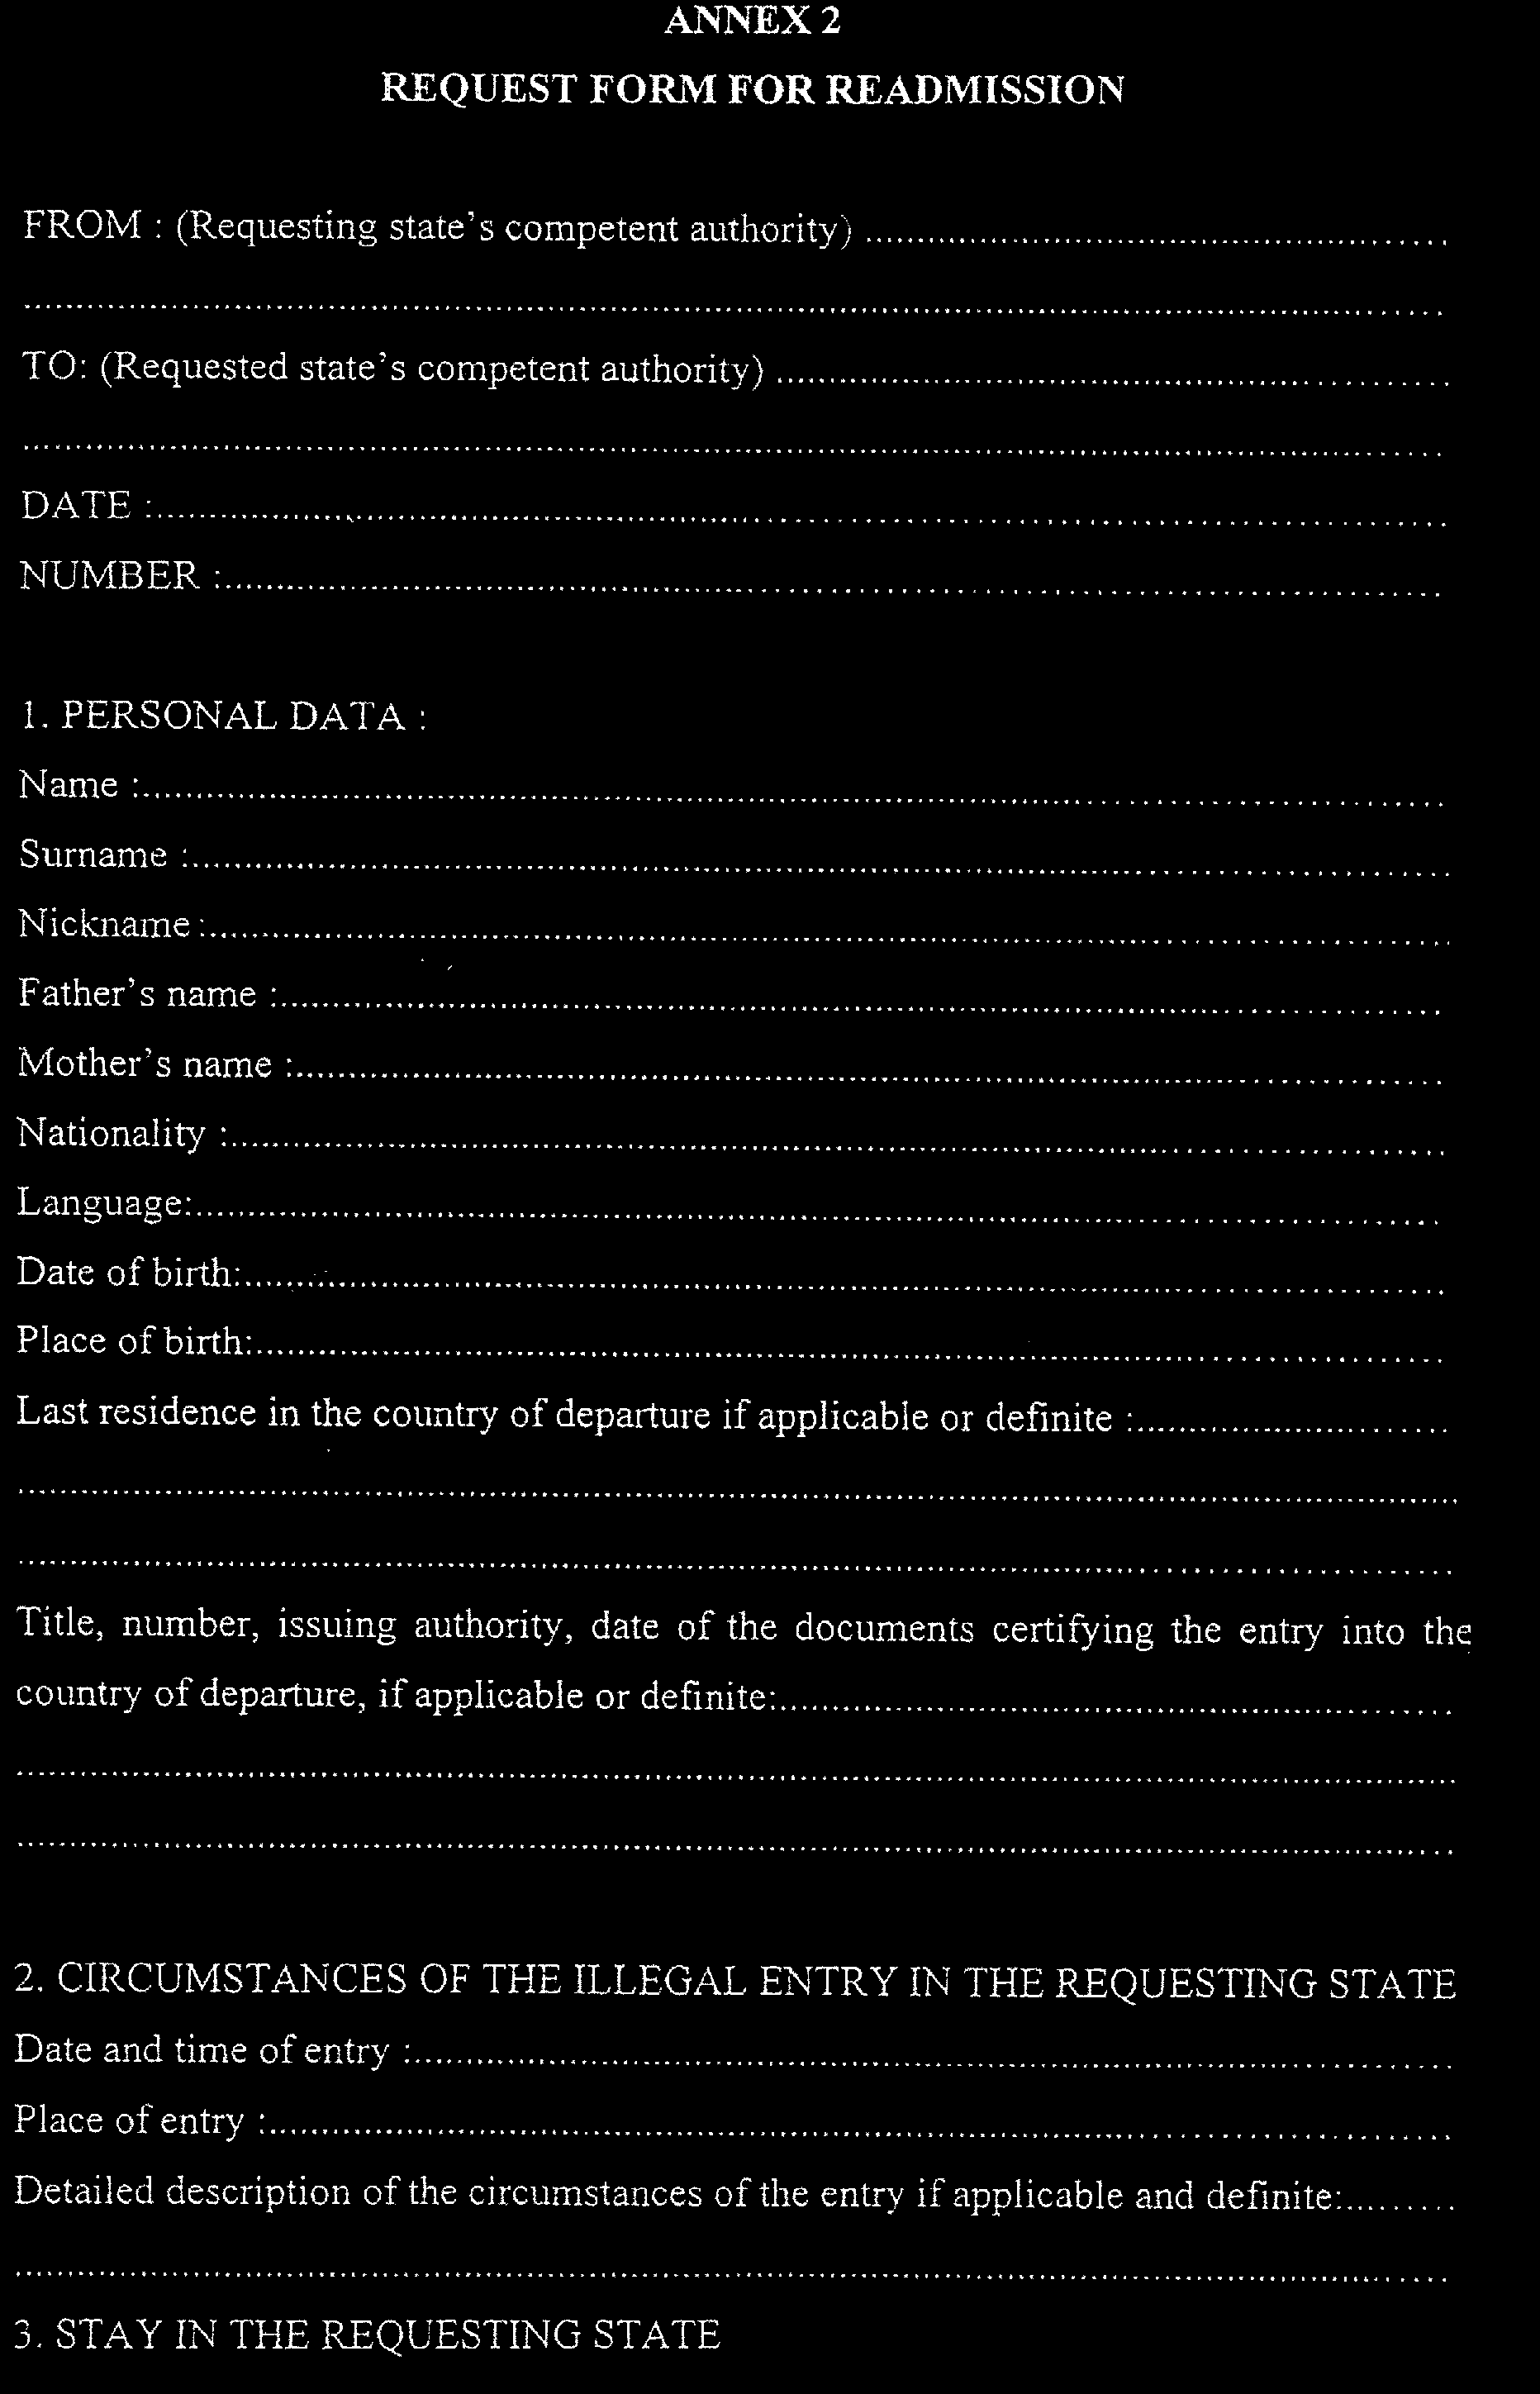 ANNEX 2
REQUEST FORM FOR READMISSION
FROM : (Requesting state's competent authority) ..............................
..............................
TO: (Requested state's competent authority) ..............................
..............................
DATE :..............................
NUMBER :..............................
1. PERSONAL DATA :
Name :..............................
Surname :..............................
Nickname :..............................
Father's name :..............................
Mother's name :..............................
Nationality :..............................
Language:..............................
Date of birth:..............................
Place of birth:..............................
Last residence in the country of departure if applicable or definite :..............................
..............................
..............................
Title, number, issuing authority, date of the documents certifying the entry into the
country of departure, if applicable or definite:..............................
..............................
..............................
2. CIRCUMSTANCES OF THE ILLEGAL ENTRY IN THE REQUESTING STATE
Date and time of entry :..............................
Place of entry :..............................
Detailed description of the circumstances of the entry if applicable and definite:.........
..............................
3. STAY IN THE REQUESTING STATE